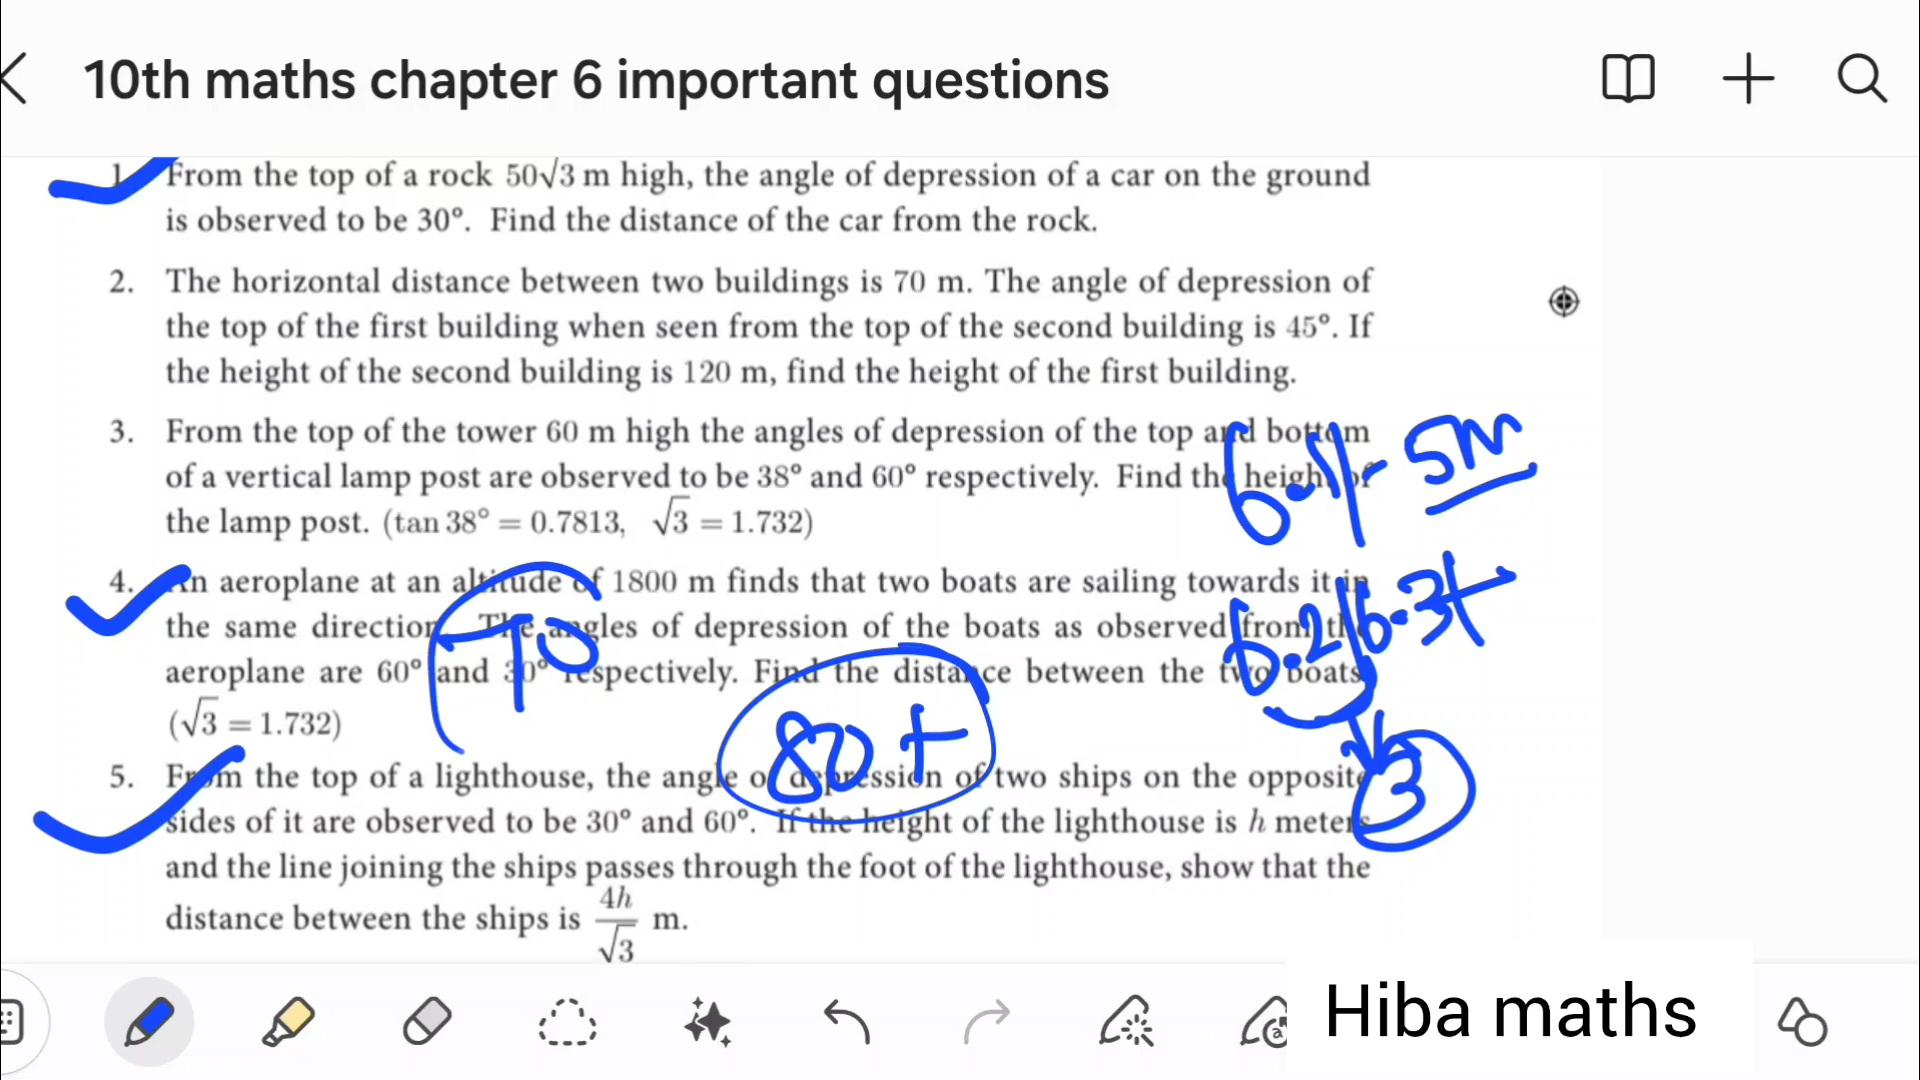 10th maths chapter 6 important questions
1 From the top of a rock 50√3 m high, the angle of depression of a car on the ground
is observed to be 30°. Find the distance of the car from the rock.
2. The horizontal distance between two buildings is 70 m. The angle of depression of
the top of the first building when seen from the top of the second building is 45°. If
the height of the second building is 120 m, find the height of the first building.
3. From the top of the tower 60 m high the angles of depression of the top and bottom
of a vertical lamp post are observed to be 38° and 60° respectively. Find the height of
the lamp post. (tan 38° = 0.7813, √3 = 1.732)
6.1 - 5m
4. An aeroplane at an altitude of 1800 m finds that two boats are sailing towards it in
the same direction. The angles of depression of the boats as observed from the
aeroplane are 60° and 30° respectively. Find the distance between the two boats.
(√3 = 1.732)
70
6.2/6.3
80+
3
5. From the top of a lighthouse, the angle of depression of two ships on the opposite
sides of it are observed to be 30° and 60°. If the height of the lighthouse is h meters
and the line joining the ships passes through the foot of the lighthouse, show that the
distance between the ships is 4h/√3 m.
Hiba maths